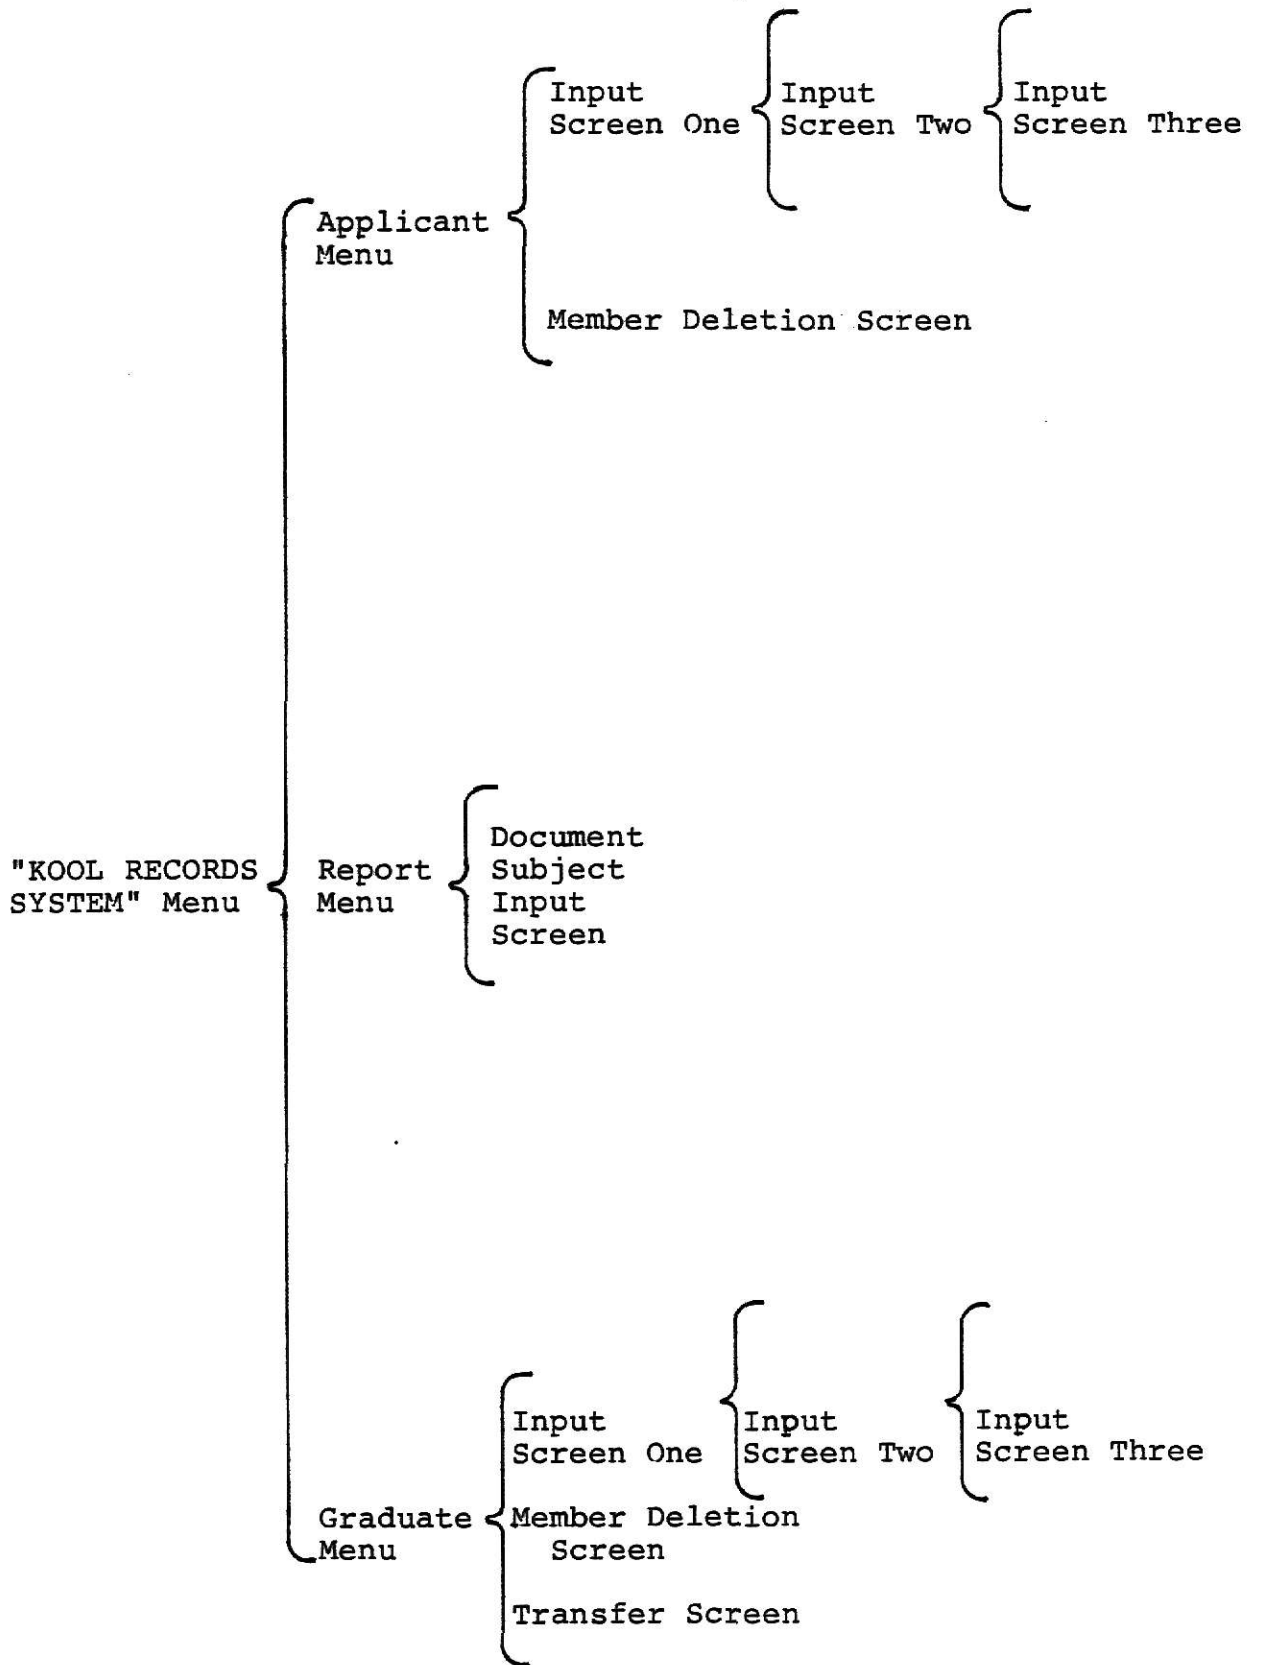 Input
Screen One
Input
Screen Two
Input
Screen Three
Applicant
Menu
Member Deletion Screen
"KOOL RECORDS
SYSTEM" Menu
Report
Menu
Document
Subject
Input
Screen
Graduate
Menu
Input
Screen One
Input
Screen Two
Input
Screen Three
Member Deletion
Screen
Transfer Screen